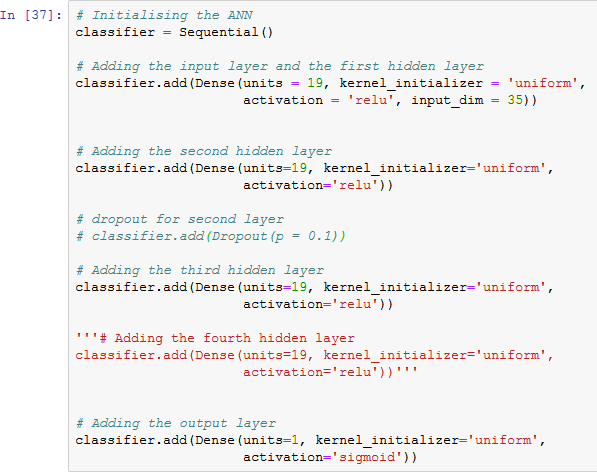 In [37]: # Initialising the ANN
classifier = Sequential()
# Adding the input layer and the first hidden layer
classifier.add(Dense(units = 19, kernel_initializer = 'uniform',
activation = 'relu', input_dim = 35))
# Adding the second hidden layer
classifier.add(Dense(units=19, kernel_initializer='uniform',
activation='relu'))
# dropout for second layer
# classifier.add(Dropout(p = 0.1))
# Adding the third hidden layer
classifier.add(Dense(units=19, kernel_initializer='uniform',
activation='relu'))
'''# Adding the fourth hidden layer
classifier.add(Dense(units=19, kernel_initializer='uniform',
activation='relu'))'''
# Adding the output layer
classifier.add(Dense(units=1, kernel_initializer='uniform',
activation='sigmoid'))